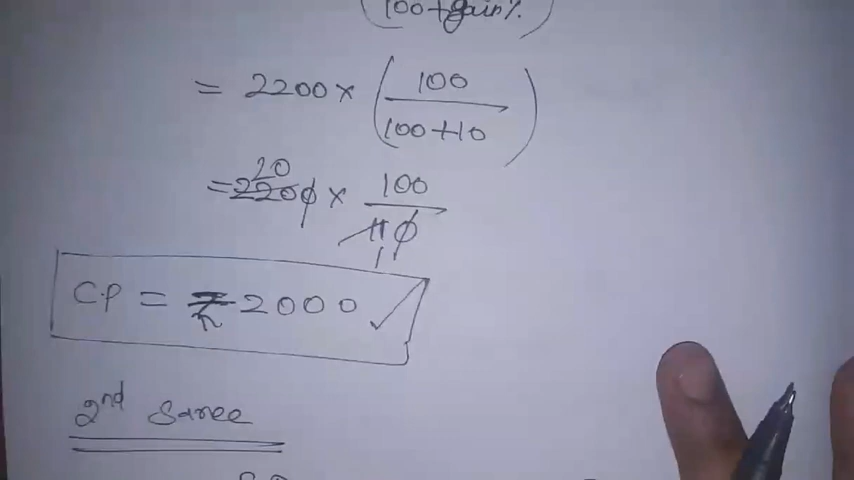 (100+gain%)
= 2200 × (100 / 100+10)
20
= 2200 × 100 / 110
1
C.P = ₹ 2000 ✓
2nd Saree